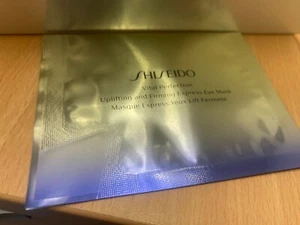 SHISEIDO
Vital Perfection
Uplifting and Firming Express Eye Mask
Masque Express Yeux Lift Fermeté